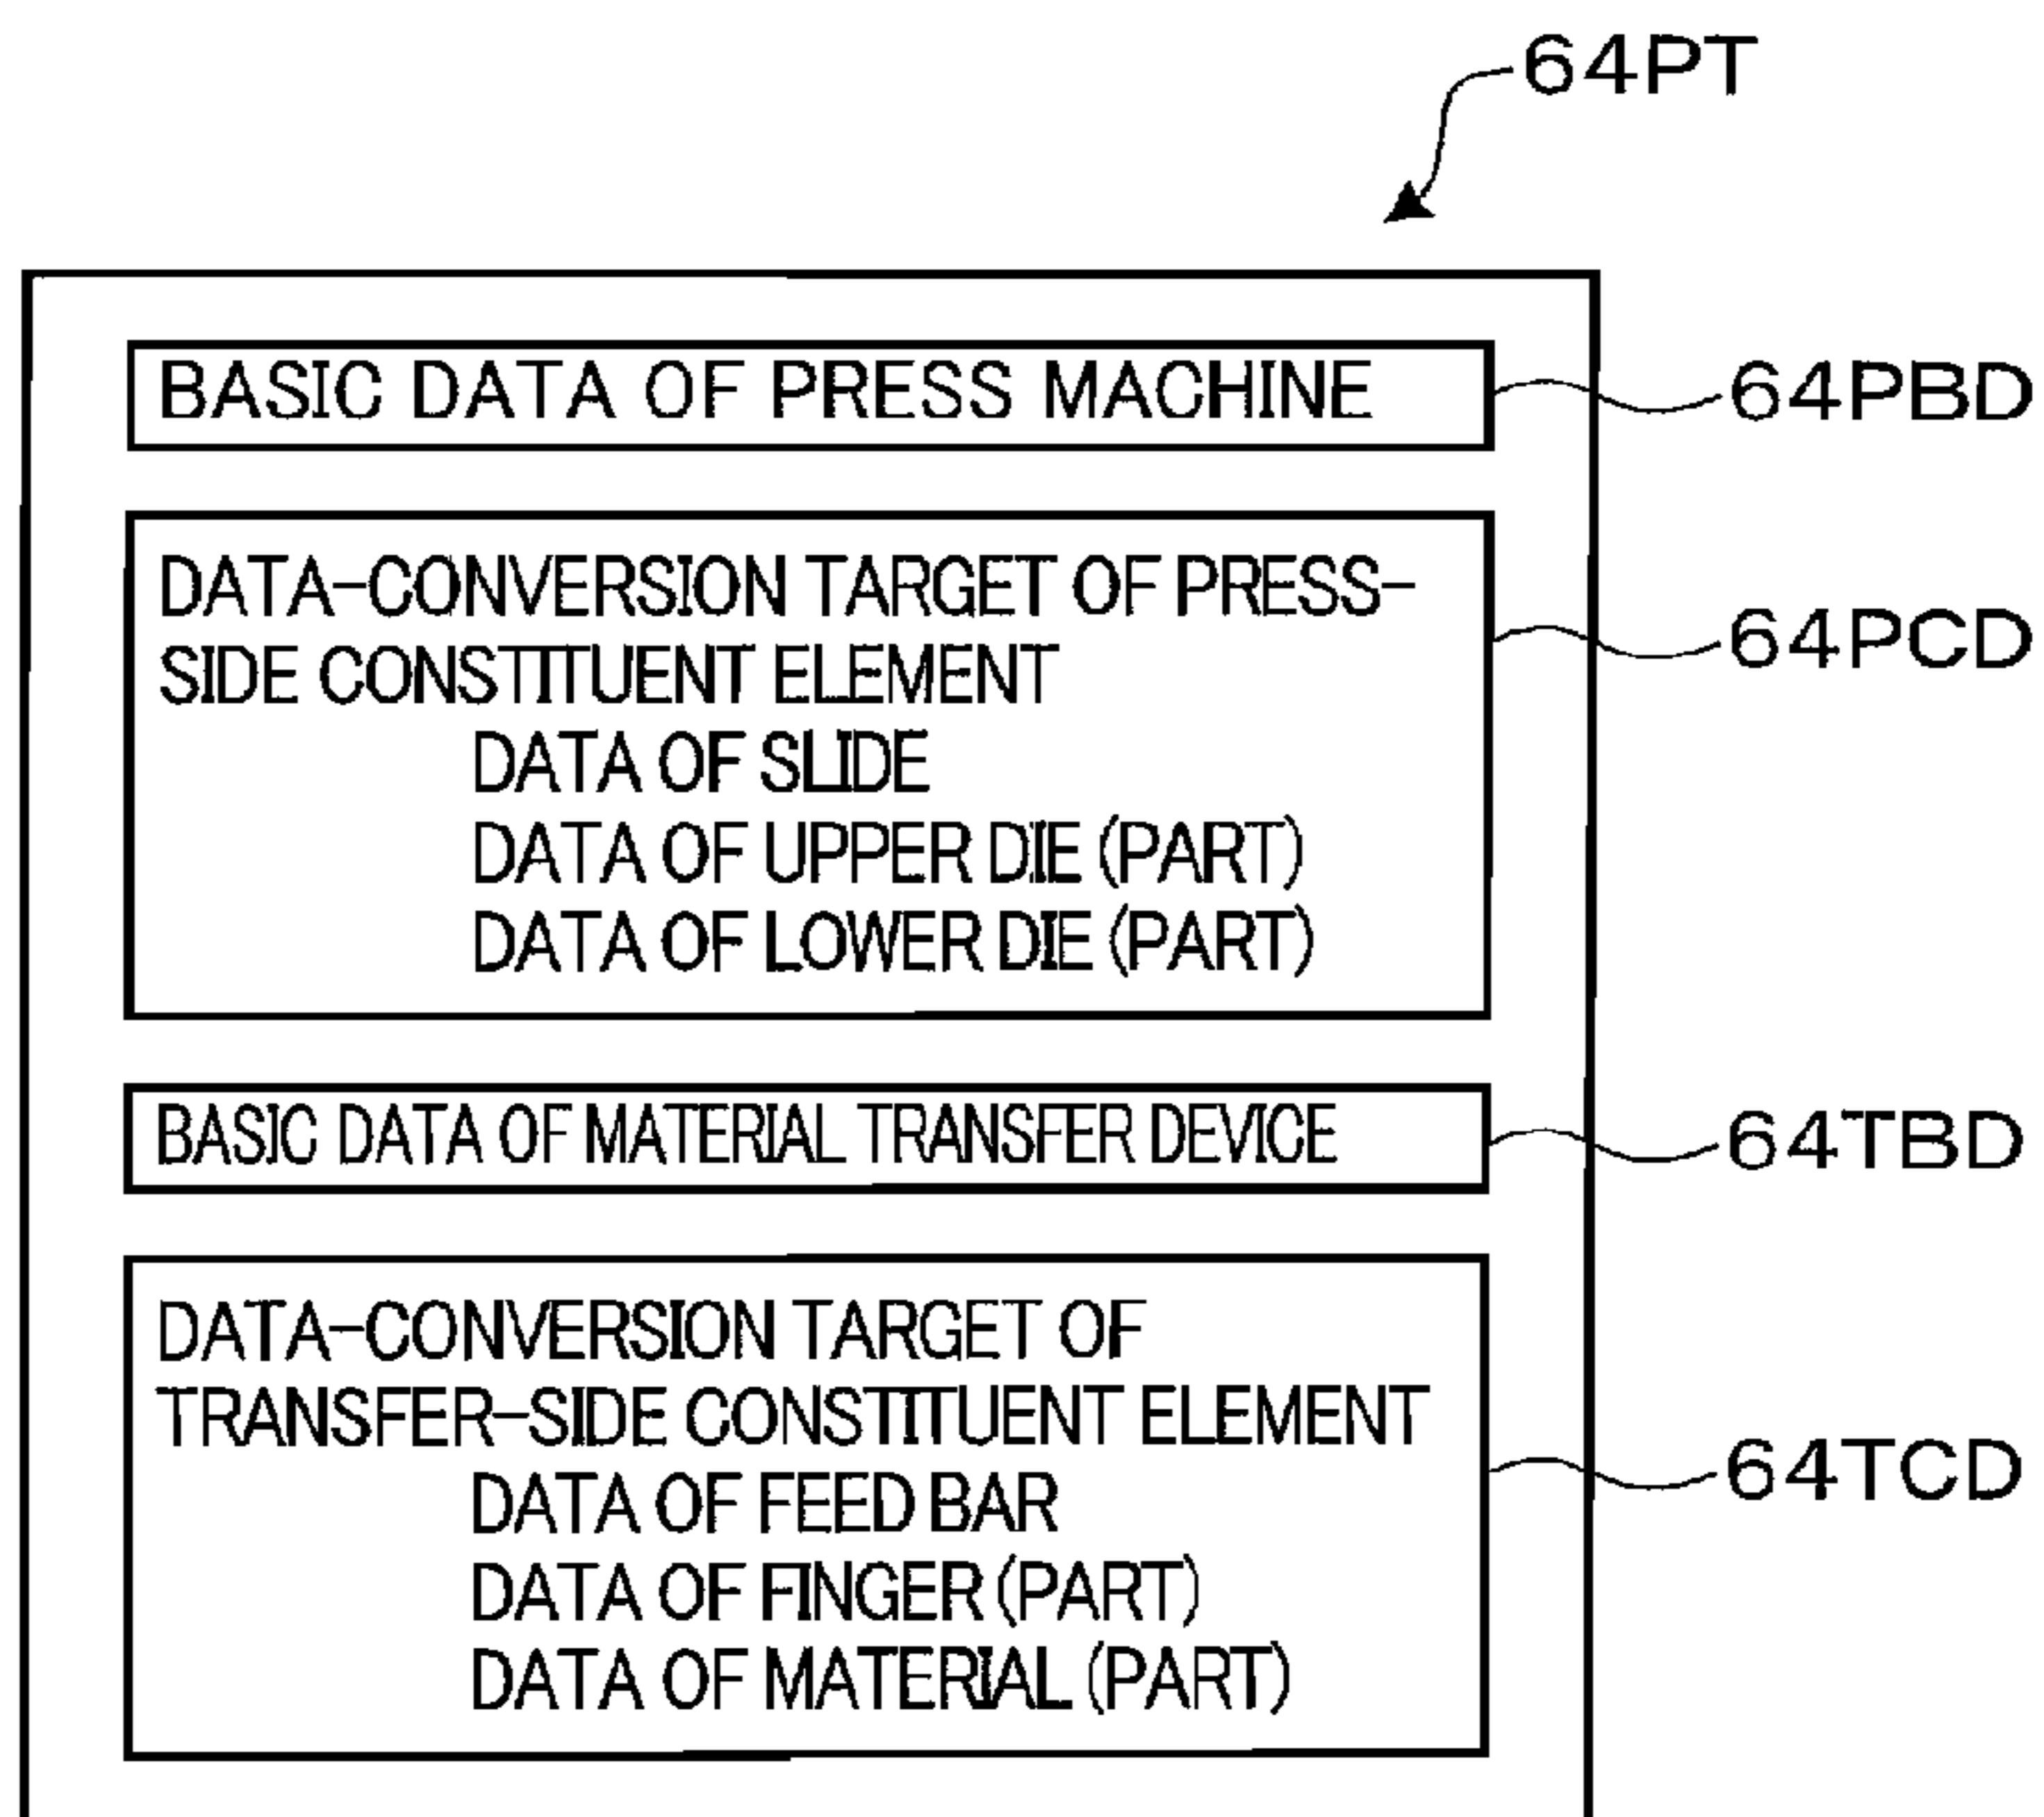 64PT
BASIC DATA OF PRESS MACHINE
64PBD
DATA-CONVERSION TARGET OF PRESS-
SIDE CONSTITUENT ELEMENT
64PCD
DATA OF SLIDE
DATA OF UPPER DIE (PART)
DATA OF LOWER DIE (PART)
BASIC DATA OF MATERIAL TRANSFER DEVICE
64TBD
DATA-CONVERSION TARGET OF
TRANSFER-SIDE CONSTITUENT ELEMENT
64TCD
DATA OF FEED BAR
DATA OF FINGER (PART)
DATA OF MATERIAL (PART)